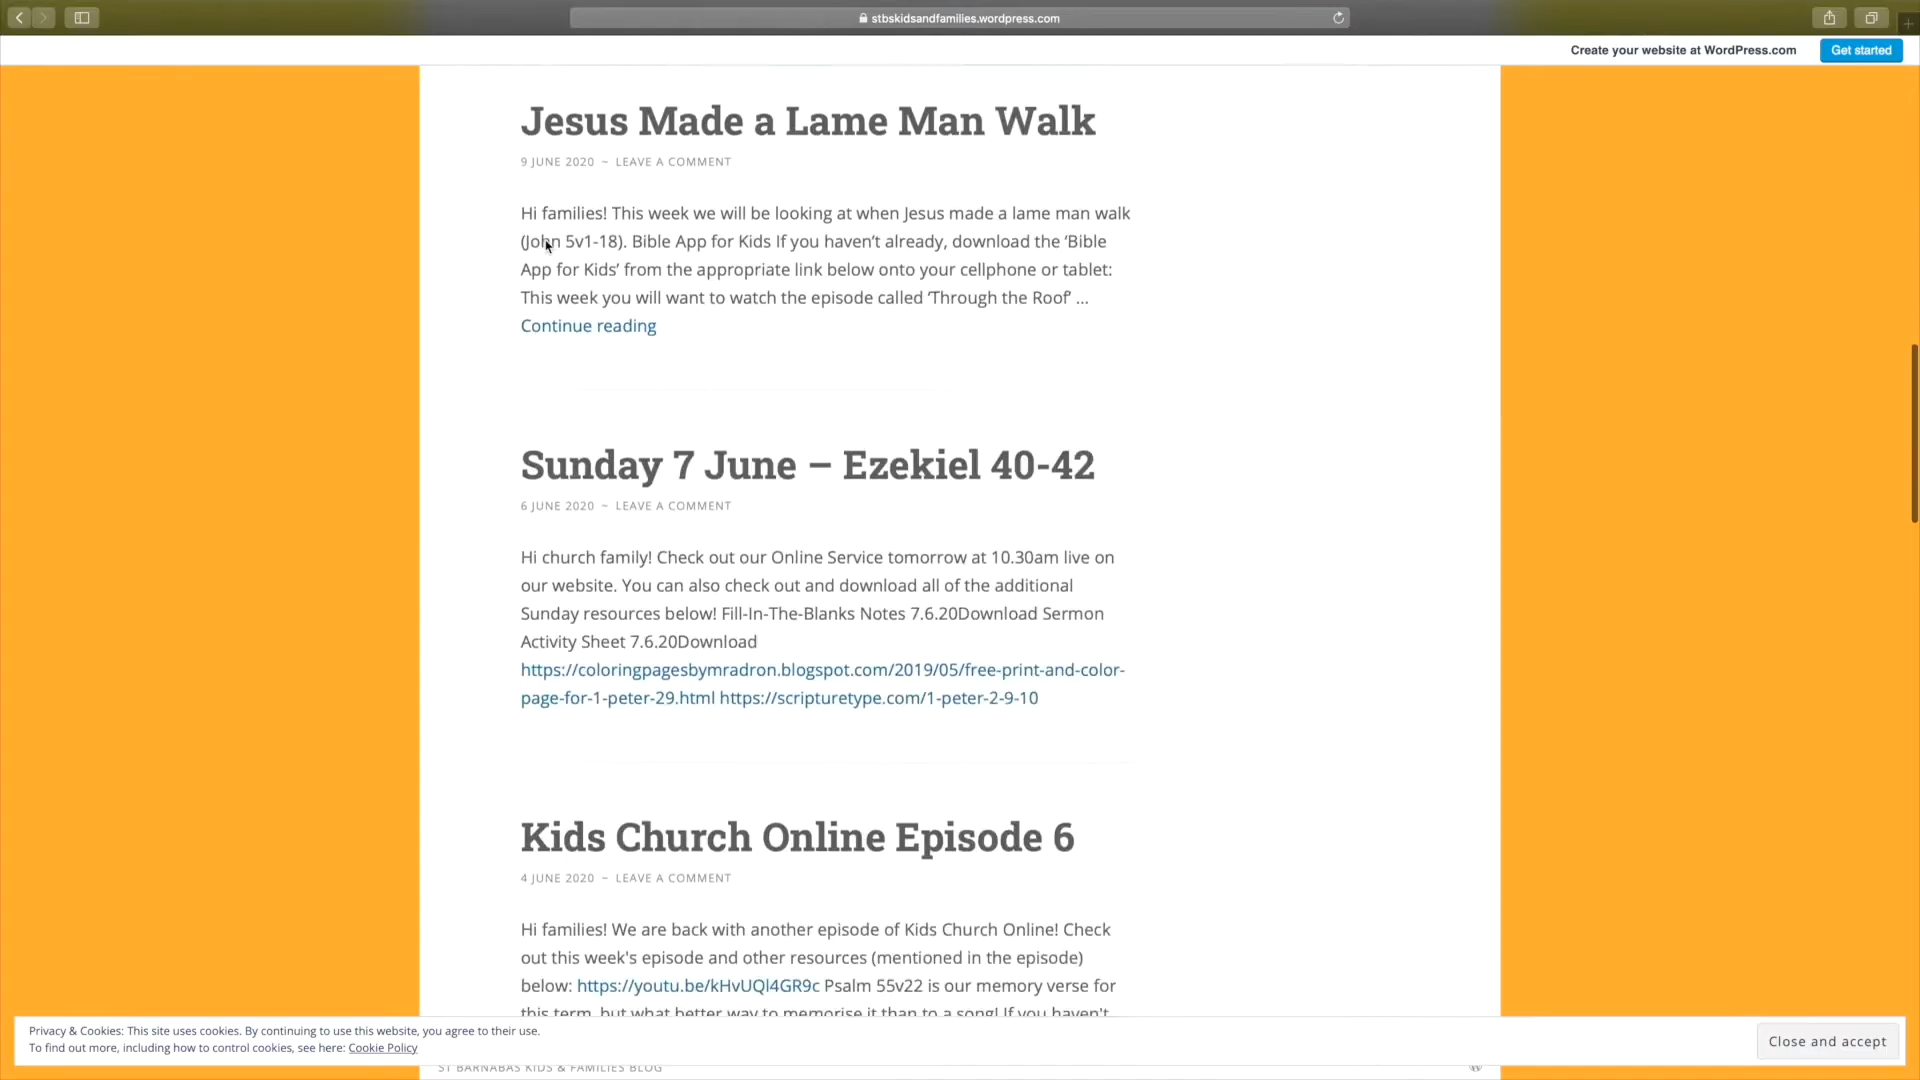 stbskidsandfamilies.wordpress.com
Create your website at WordPress.com
Get started
Jesus Made a Lame Man Walk
9 JUNE 2020 ~ LEAVE A COMMENT
Hi families! This week we will be looking at when Jesus made a lame man walk
(John 5v1-18). Bible App for Kids If you haven’t already, download the ‘Bible
App for Kids’ from the appropriate link below onto your cellphone or tablet:
This week you will want to watch the episode called ‘Through the Roof’ …
Continue reading
Sunday 7 June – Ezekiel 40-42
6 JUNE 2020 ~ LEAVE A COMMENT
Hi church family! Check out our Online Service tomorrow at 10.30am live on
our website. You can also check out and download all of the additional
Sunday resources below! Fill-In-The-Blanks Notes 7.6.20Download Sermon
Activity Sheet 7.6.20Download
https://coloringpagesbymradron.blogspot.com/2019/05/free-print-and-color-
page-for-1-peter-29.html https://scripturetype.com/1-peter-2-9-10
Kids Church Online Episode 6
4 JUNE 2020 ~ LEAVE A COMMENT
Hi families! We are back with another episode of Kids Church Online! Check
out this week's episode and other resources (mentioned in the episode)
below: https://youtu.be/kHvUQl4GR9c Psalm 55v22 is our memory verse for
this term, but what better way to memorise it than to a song! If you haven't
Privacy & Cookies: This site uses cookies. By continuing to use this website, you agree to their use.
To find out more, including how to control cookies, see here: Cookie Policy
Close and accept
ST BARNABAS KIDS & FAMILIES BLOG